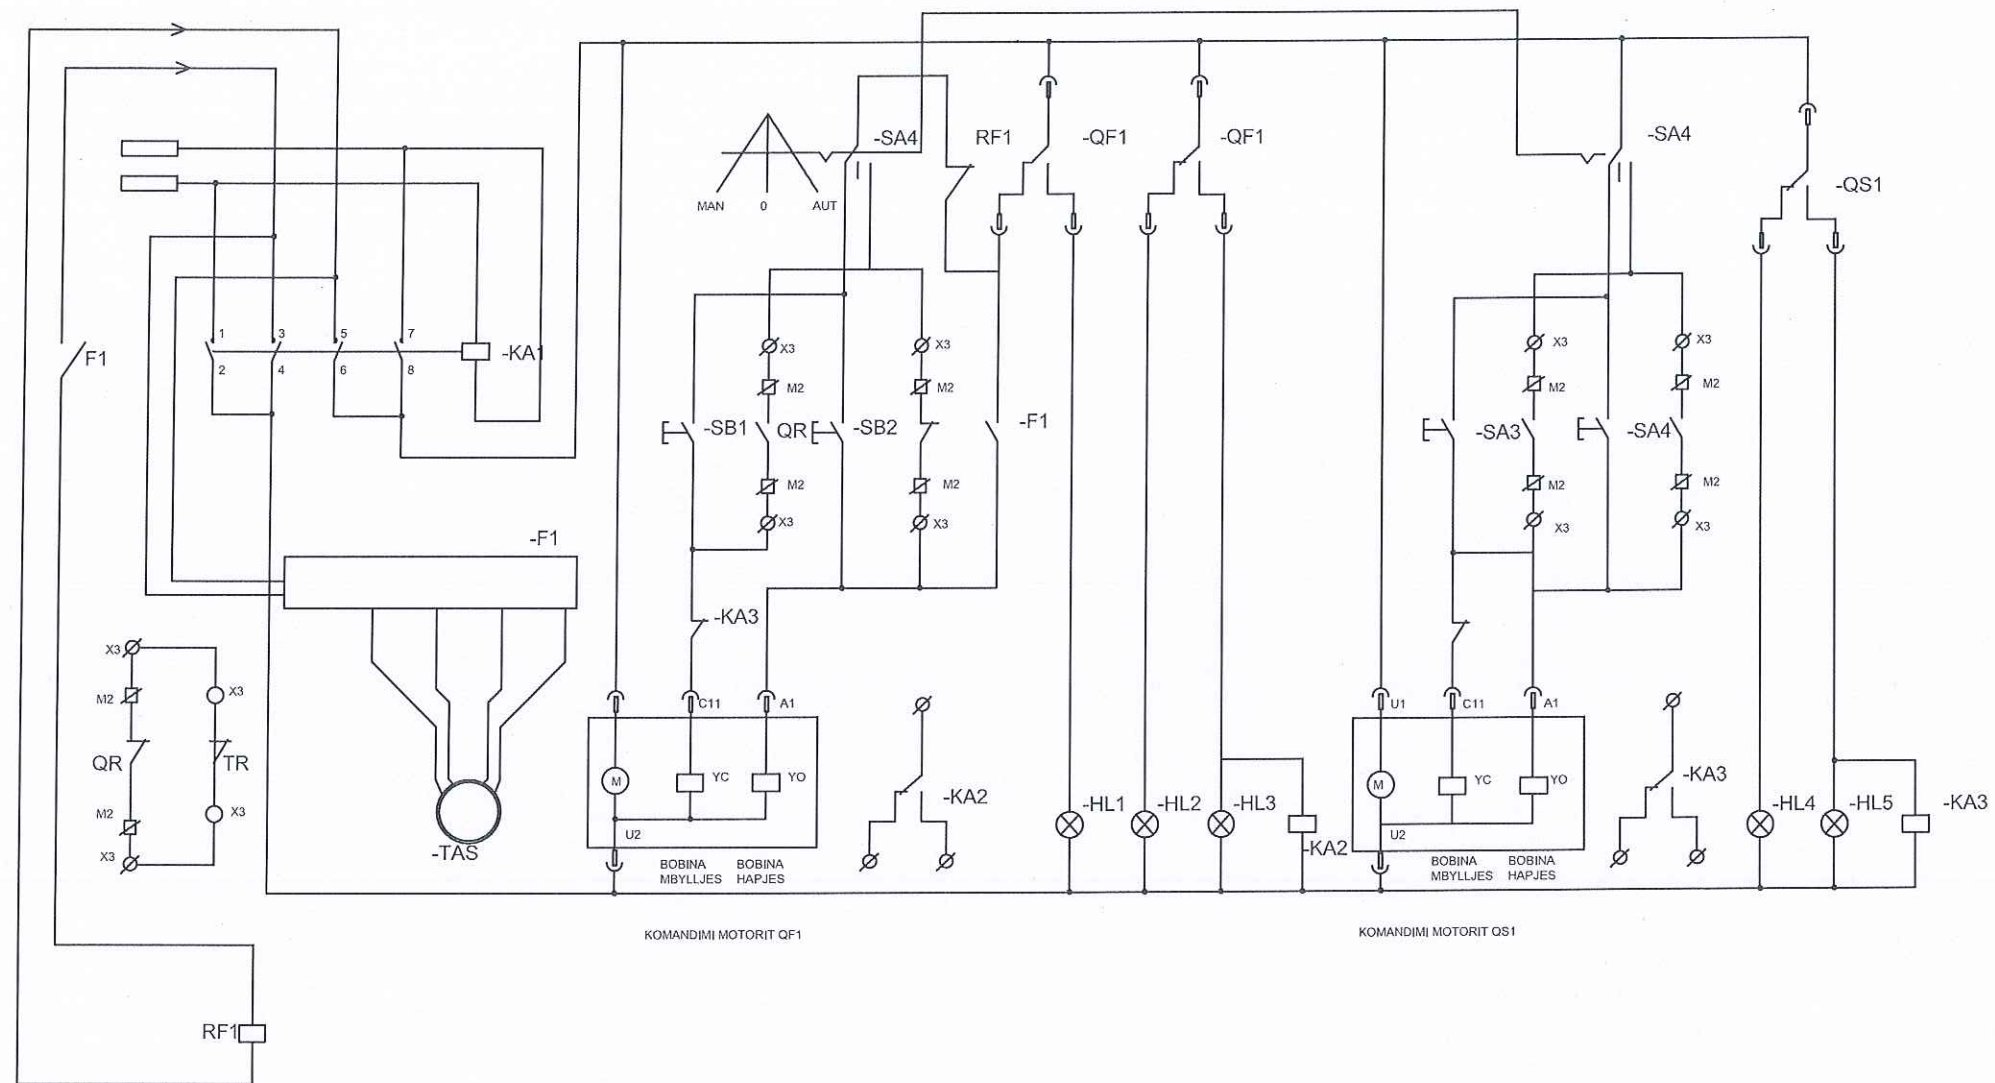 -SA4
RF1
-QF1
-QF1
-SA4
-QS1
MAN
0
AUT
1
3
5
7
-KA1
2
4
6
8
F1
X3
X3
X3
X3
M2
M2
M2
M2
-SB1
QR
-SB2
-F1
-SA3
-SA4
M2
M2
M2
M2
X3
X3
X3
X3
-F1
-KA3
X3
X3
M2
QR
TR
M2
X3
X3
-TAS
C11
A1
U1
C11
A1
M
YC
YO
-KA2
M
YC
YO
-KA3
-HL1
-HL2
-HL3
-KA2
-HL4
-HL5
-KA3
U2
U2
BOBINA
MBYLLJES
BOBINA
HAPJES
BOBINA
MBYLLJES
BOBINA
HAPJES
KOMANDIMI MOTORIT QF1
KOMANDIMI MOTORIT QS1
RF1